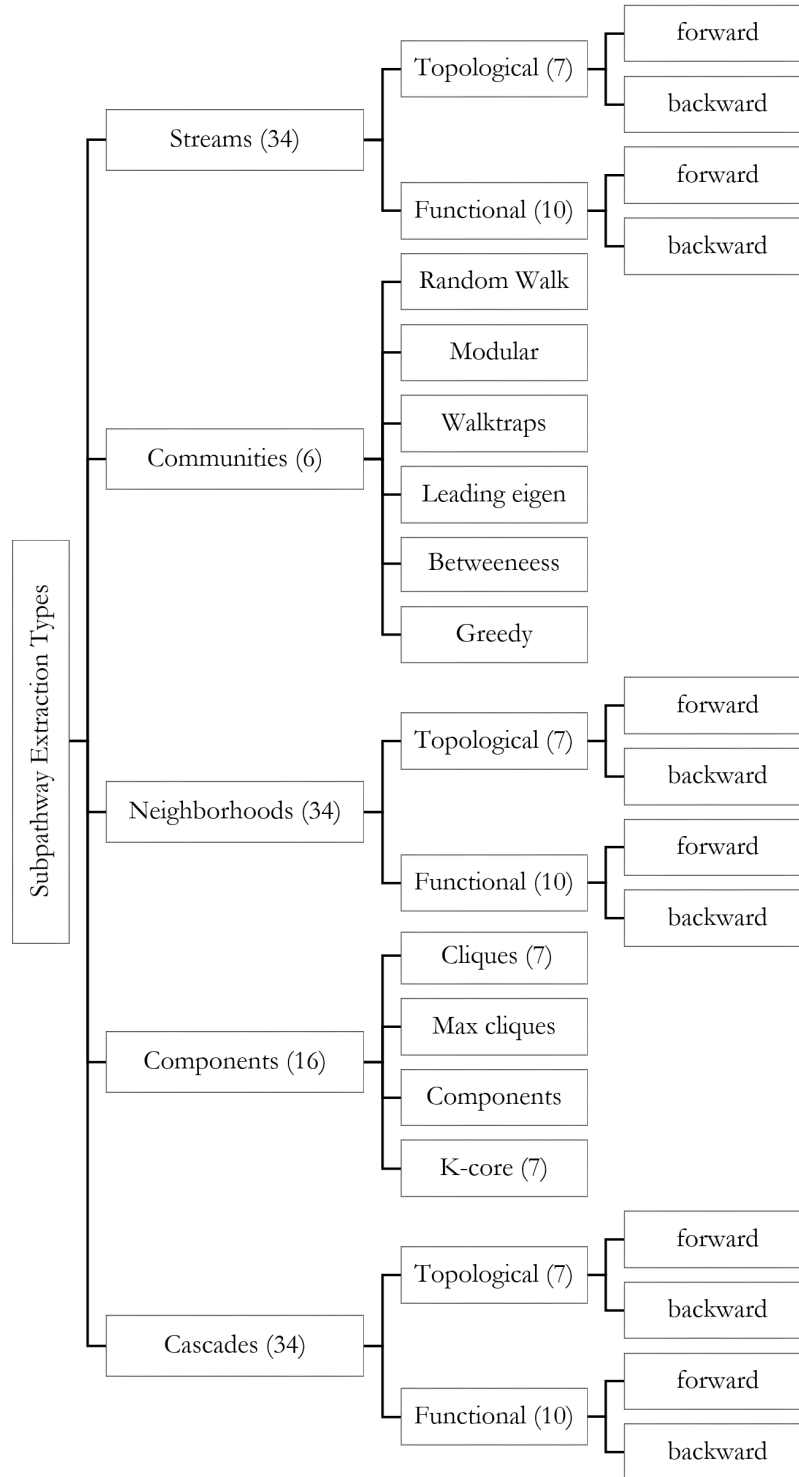 Subpathway Extraction Types
Streams (34)
Topological (7)
forward
backward
Functional (10)
forward
backward
Communities (6)
Random Walk
Modular
Walktraps
Leading eigen
Betweeneess
Greedy
Neighborhoods (34)
Topological (7)
forward
backward
Functional (10)
forward
backward
Components (16)
Cliques (7)
Max cliques
Components
K-core (7)
Cascades (34)
Topological (7)
forward
backward
Functional (10)
forward
backward